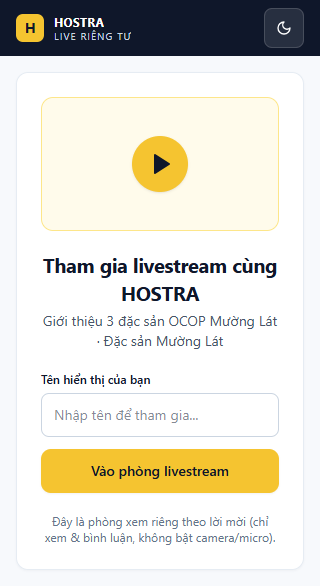 H
HOSTRA
LIVE RIÊNG TƯ
Tham gia livestream cùng
HOSTRA
Giới thiệu 3 đặc sản OCOP Mường Lát
· Đặc sản Mường Lát
Tên hiển thị của bạn
Nhập tên để tham gia...
Vào phòng livestream
Đây là phòng xem riêng theo lời mời (chỉ
xem & bình luận, không bật camera/micro).